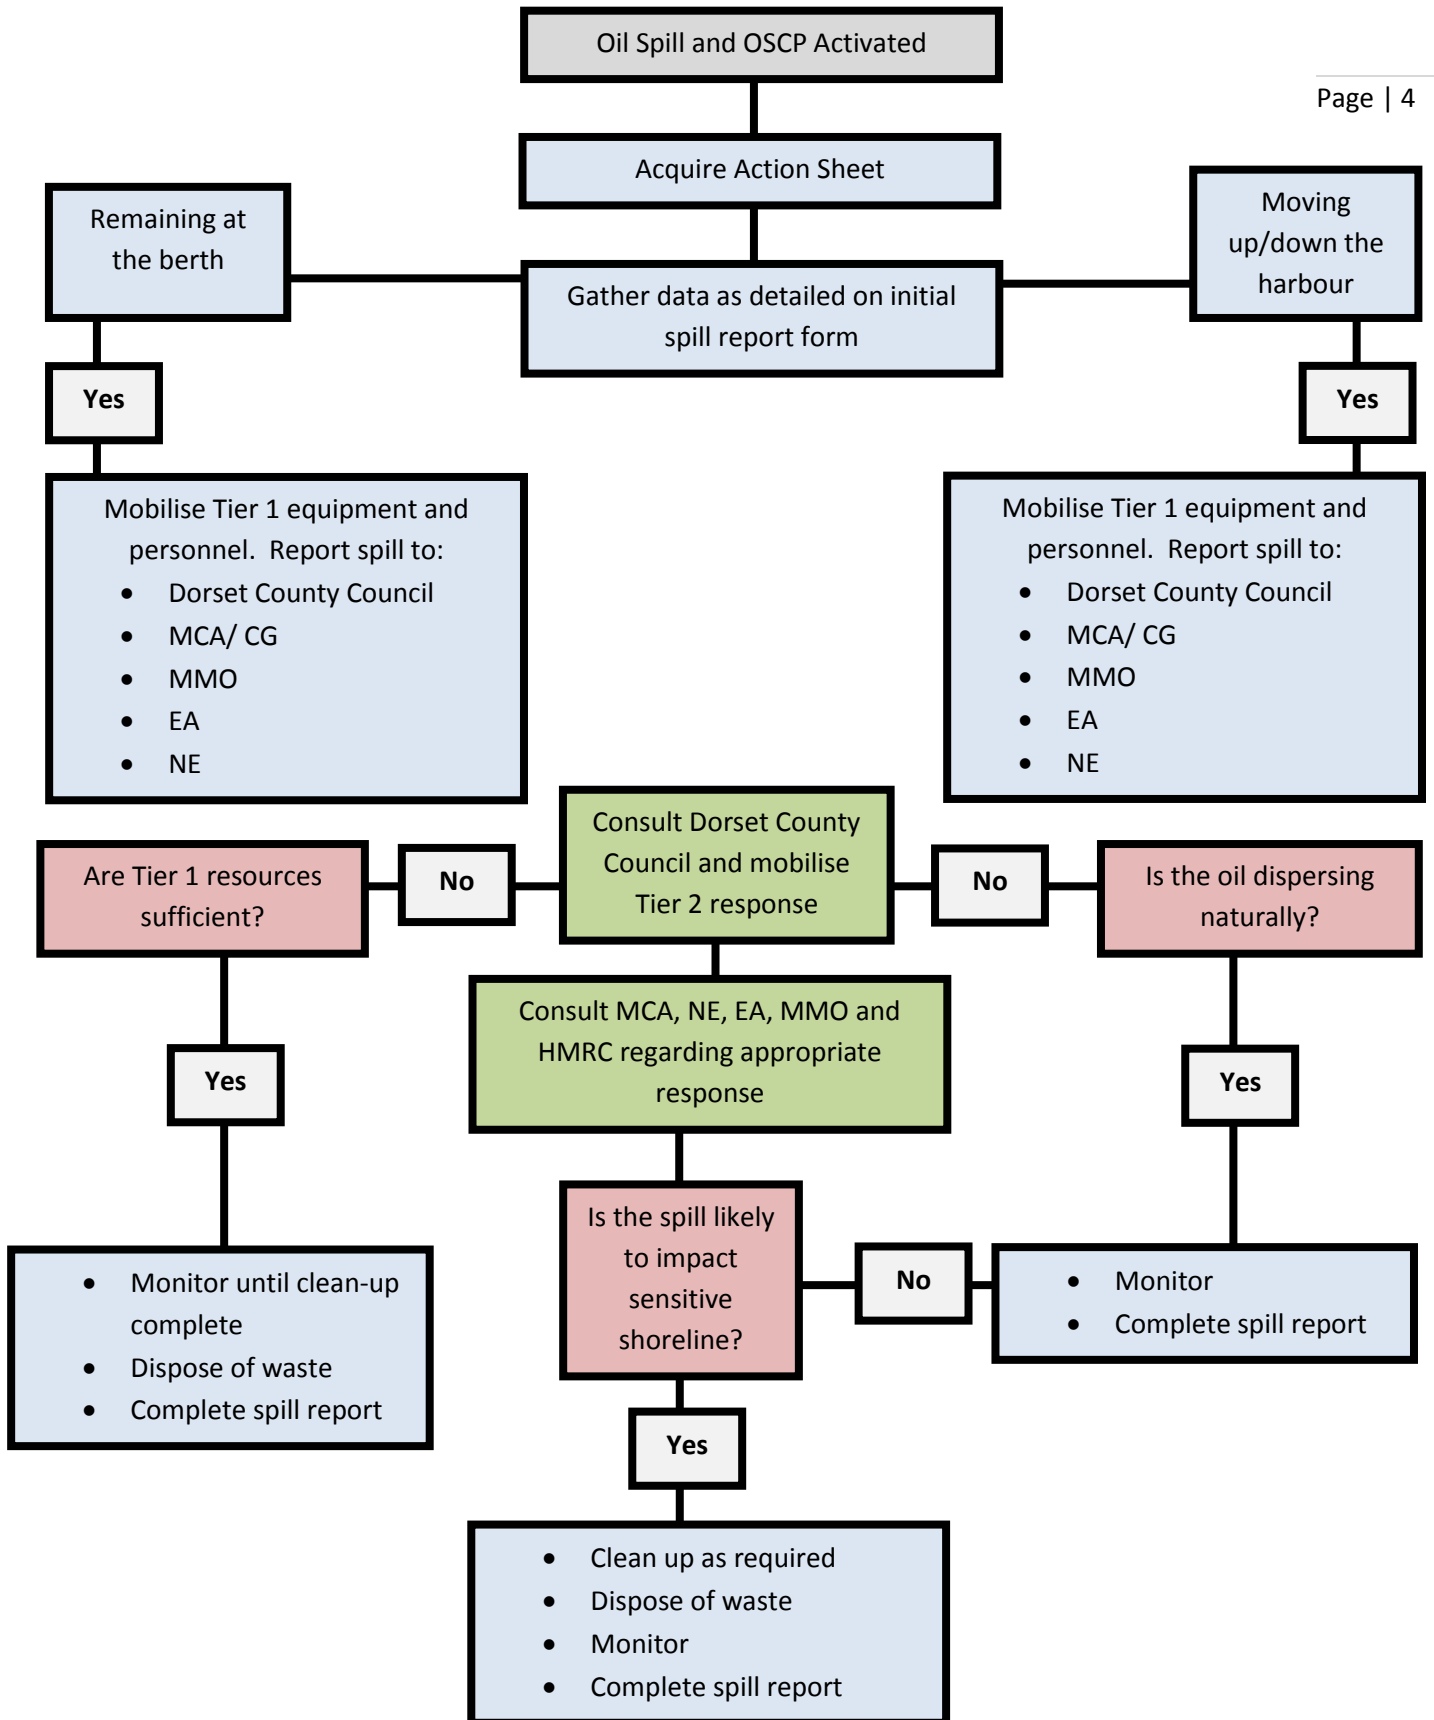 Oil Spill and OSCP Activated
Page | 4
Acquire Action Sheet
Remaining at
the berth
Moving
up/down the
harbour
Gather data as detailed on initial
spill report form
Yes
Yes
Mobilise Tier 1 equipment and
personnel.  Report spill to:
• Dorset County Council
• MCA/ CG
• MMO
• EA
• NE
Mobilise Tier 1 equipment and
personnel.  Report spill to:
• Dorset County Council
• MCA/ CG
• MMO
• EA
• NE
Consult Dorset County
Council and mobilise
Tier 2 response
Are Tier 1 resources
sufficient?
No
No
Is the oil dispersing
naturally?
Consult MCA, NE, EA, MMO and
HMRC regarding appropriate
response
Yes
Yes
Is the spill likely
to impact
sensitive
shoreline?
No
• Monitor until clean-up
complete
• Dispose of waste
• Complete spill report
• Monitor
• Complete spill report
Yes
• Clean up as required
• Dispose of waste
• Monitor
• Complete spill report